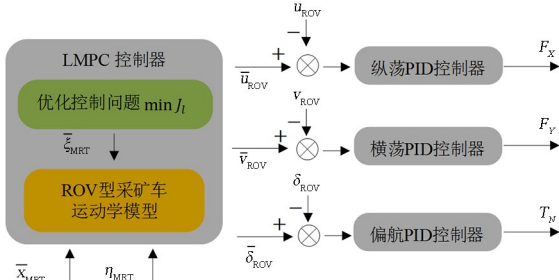 LMPC 控制器
优化控制问题 min J_l
ξ̅_MRT
ROV型采矿车
运动学模型
x̅_MRT
η_MRT
u_ROV
−
+
u̅_ROV
纵荡PID控制器
F_X
v_ROV
−
+
v̅_ROV
横荡PID控制器
F_Y
δ_ROV
−
+
δ̅_ROV
偏航PID控制器
T_N